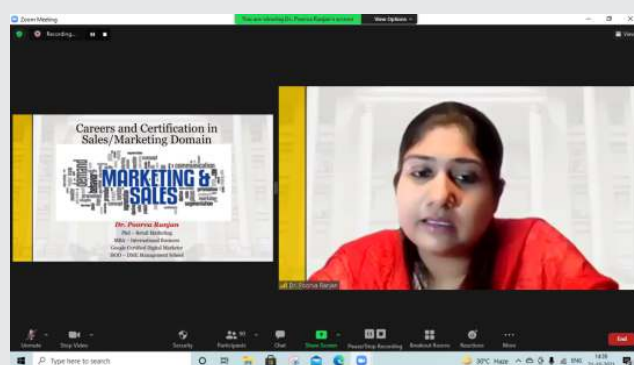 Zoom Meeting
You are viewing Dr. Poorva Ranjan's screen
View Options
Recording...
View
Careers and Certification in
Sales/Marketing Domain
MARKETING &
SALES
Dr. Poorva Ranjan
PhD – Retail Marketing
MBA – International Business
Google Certified Digital Marketer
HOD – DME Management School
Dr. Poorva Ranjan
Unmute
Stop Video
Security
Participants
Chat
Share Screen
Pause/Stop Recording
Breakout Rooms
Reactions
More
End
Type here to search
30°C Haze
ENG
14:38